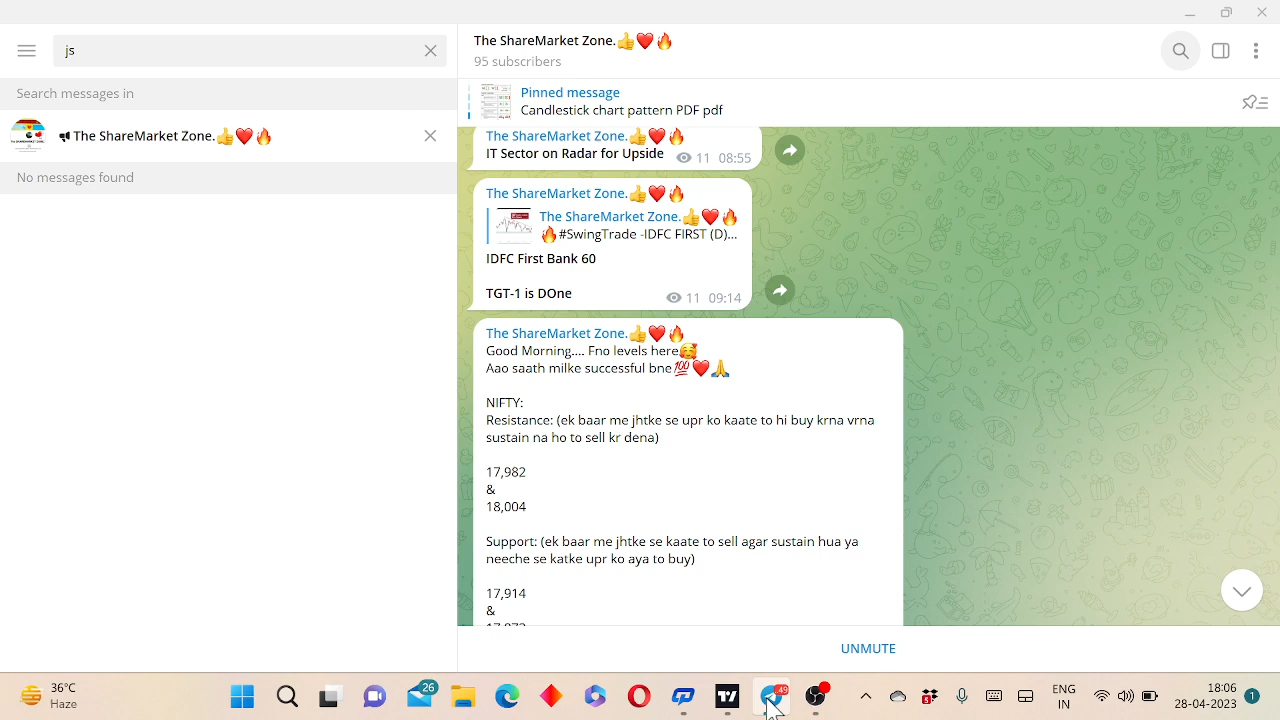 js
The ShareMarket Zone.👍❤️🔥
95 subscribers
Search messages in
The ShareMarket Zone.👍❤️🔥
No messages found
Pinned message
Candlestick chart pattern PDF pdf
The ShareMarket Zone.👍❤️🔥
IT Sector on Radar for Upside
11 08:55
The ShareMarket Zone.👍❤️🔥
The ShareMarket Zone.👍❤️🔥
🔥#SwingTrade -IDFC FIRST (D)...
IDFC First Bank 60
TGT-1 is DOne
11 09:14
The ShareMarket Zone.👍❤️🔥
Good Morning.... Fno levels here🥰
Aao saath milke successful bne💯❤️🙏
NIFTY:
Resistance: (ek baar me jhtke se upr ko kaate to hi buy krna vrna
sustain na ho to sell kr dena)
17,982
&
18,004
Support: (ek baar me jhtke se kaate to sell agar sustain hua ya
neeche se katke upr ko aya to buy)
17,914
&
UNMUTE
36°C
Haze
26
49
ENG
IN
18:06
28-04-2023
1